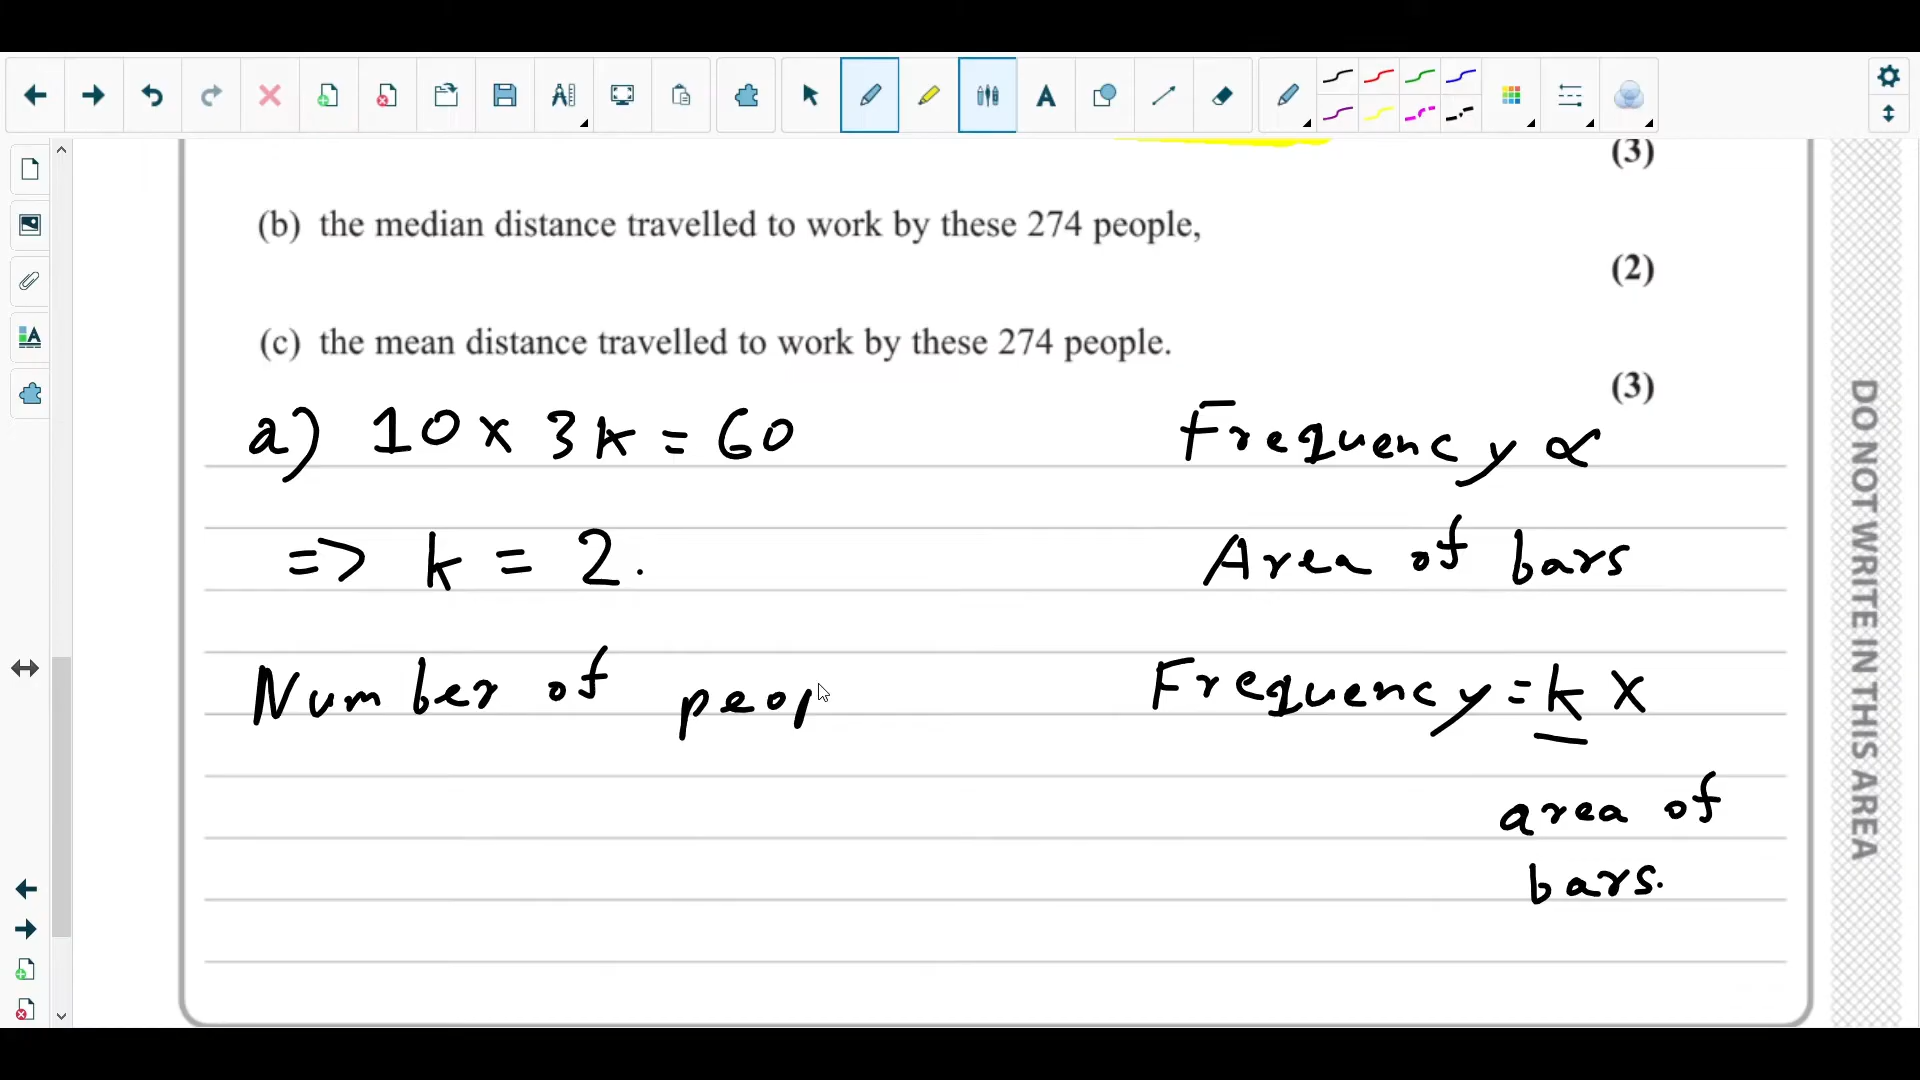 (3)
(b) the median distance travelled to work by these 274 people,
(2)
(c) the mean distance travelled to work by these 274 people.
(3)
a) 10 x 3k = 60
=> k = 2.
Number of peop
Frequency ∝
Area of bars
Frequency = k x
area of
bars.
DO NOT WRITE IN THIS AREA